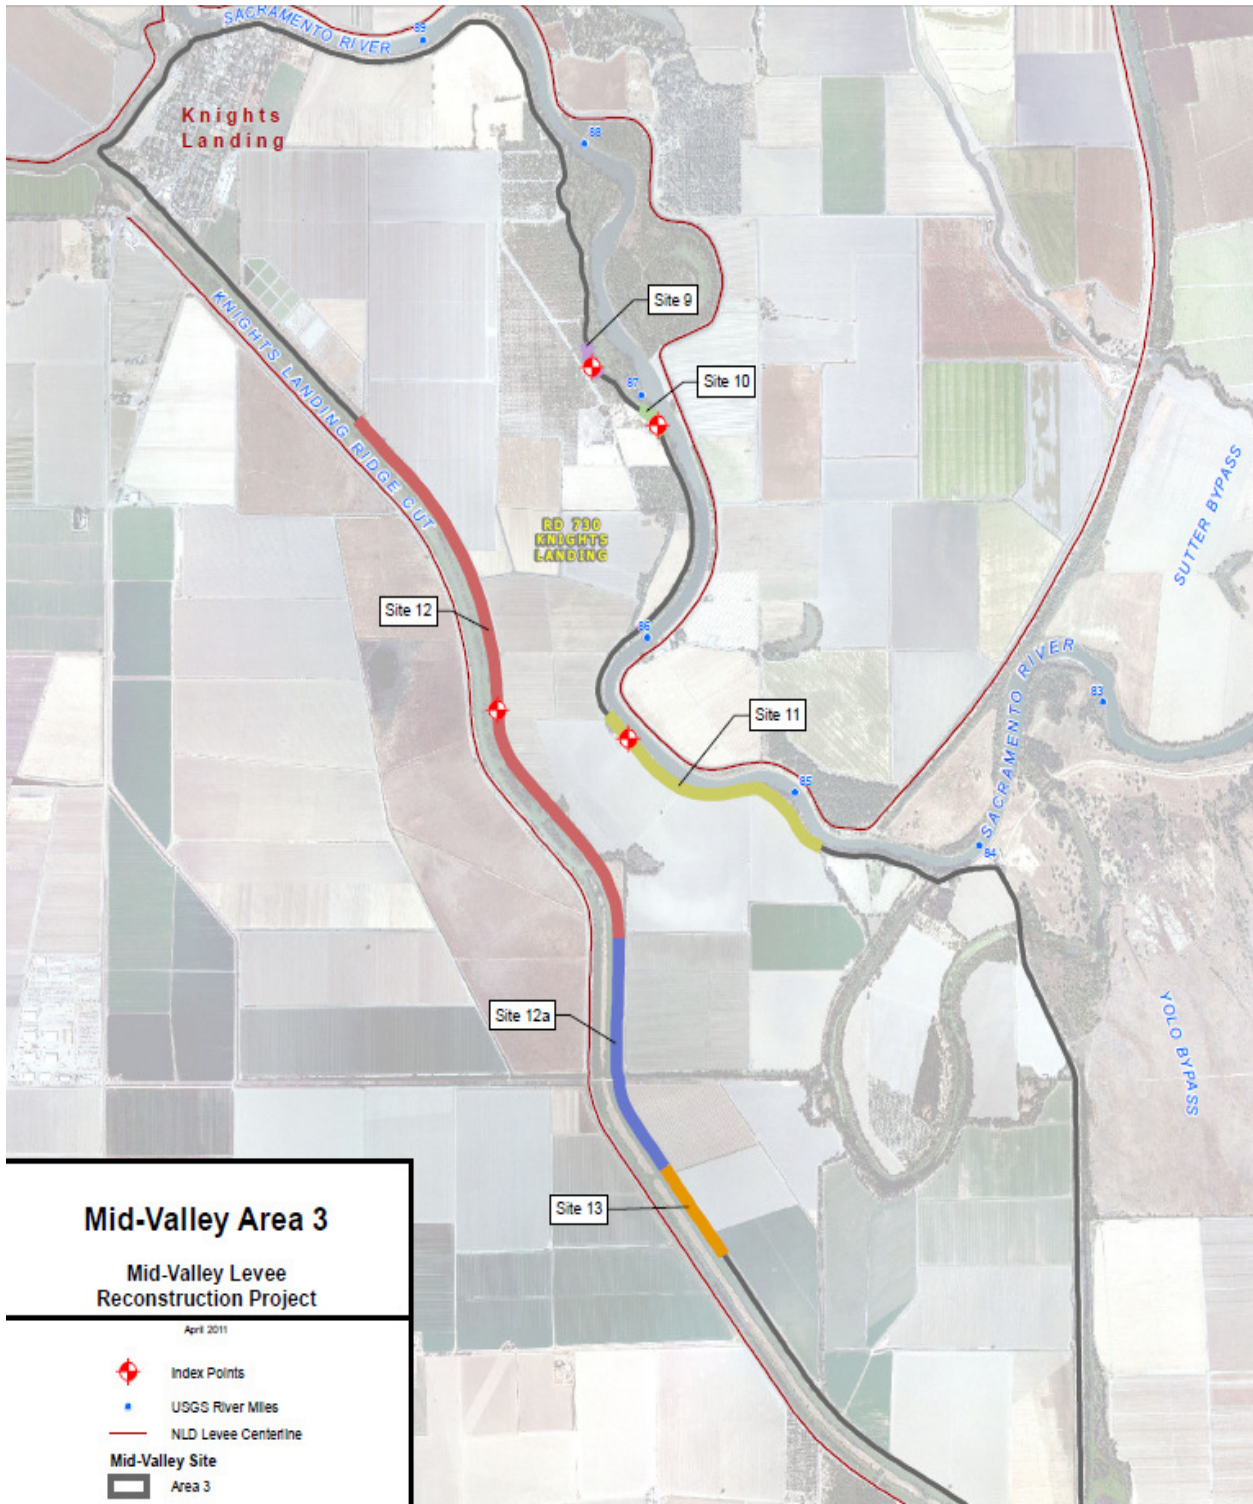 SACRAMENTO RIVER
89
Knights
Landing
88
Site 9
87
Site 10
KNIGHTS LANDING RIDGE CUT
RD 730
KNIGHTS
LANDING
SUTTER BYPASS
Site 12
86
SACRAMENTO RIVER
83
Site 11
85
84
Site 12a
YOLO BYPASS
Site 13
Mid-Valley Area 3
Mid-Valley Levee
Reconstruction Project
April 2011
Index Points
USGS River Miles
NLD Levee Centerline
Mid-Valley Site
Area 3